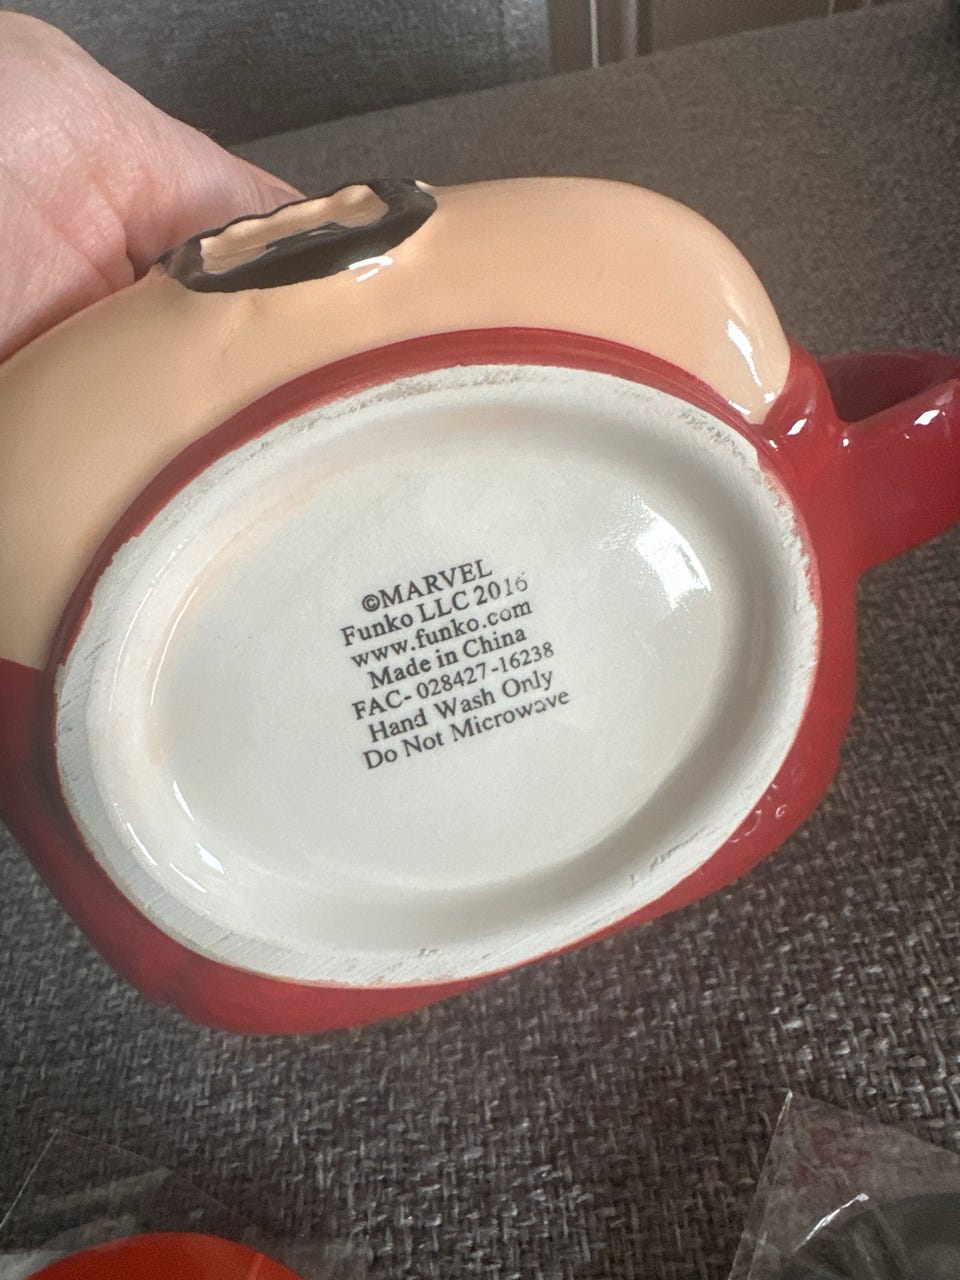 ©MARVEL
Funko LLC 2016
www.funko.com
Made in China
FAC- 028427-16238
Hand Wash Only
Do Not Microwave